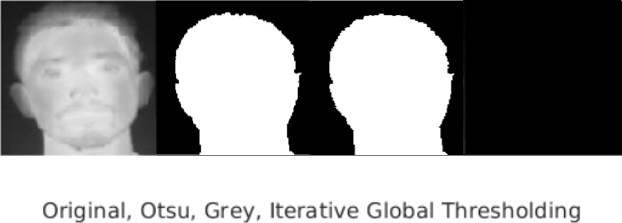 Original, Otsu, Grey, Iterative Global Thresholding